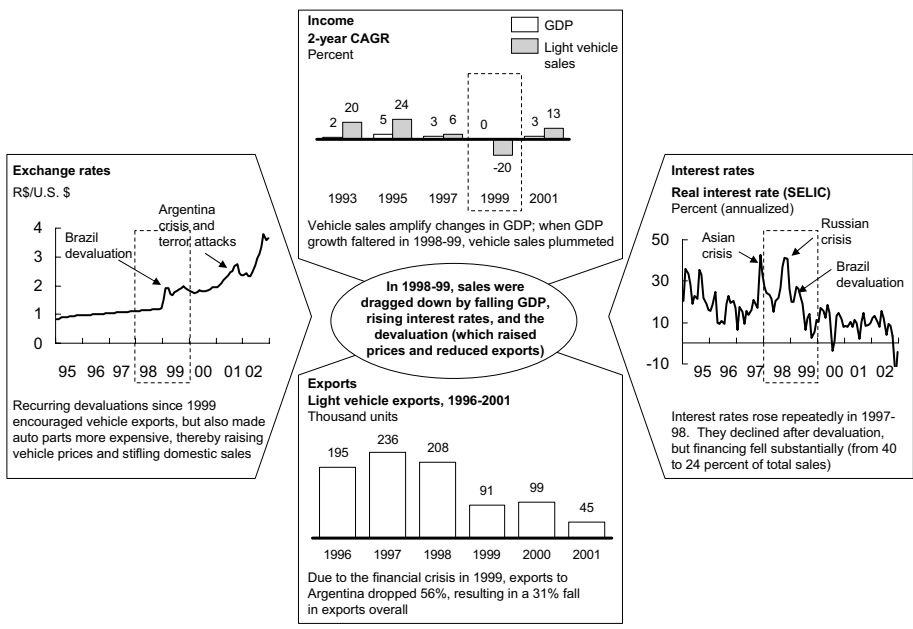 Income
2-year CAGR
Percent
GDP
Light vehicle
sales
2
20
5
24
3
6
0
-20
3
13
1993
1995
1997
1999
2001
Vehicle sales amplify changes in GDP; when GDP
growth faltered in 1998-99, vehicle sales plummeted
Exchange rates
R$/U.S. $
4
3
2
1
0
Brazil
devaluation
Argentina
crisis and
terror attacks
95 96 97 98 99 00 01 02
Recurring devaluations since 1999
encouraged vehicle exports, but also made
auto parts more expensive, thereby raising
vehicle prices and stifling domestic sales
In 1998-99, sales were
dragged down by falling GDP,
rising interest rates, and the
devaluation (which raised
prices and reduced exports)
Interest rates
Real interest rate (SELIC)
Percent (annualized)
50
30
10
-10
Asian
crisis
Russian
crisis
Brazil
devaluation
95 96 97 98 99 00 01 02
Interest rates rose repeatedly in 1997-
98. They declined after devaluation,
but financing fell substantially (from 40
to 24 percent of total sales)
Exports
Light vehicle exports, 1996-2001
Thousand units
195
236
208
91
99
45
1996 1997 1998 1999 2000 2001
Due to the financial crisis in 1999, exports to
Argentina dropped 56%, resulting in a 31% fall
in exports overall